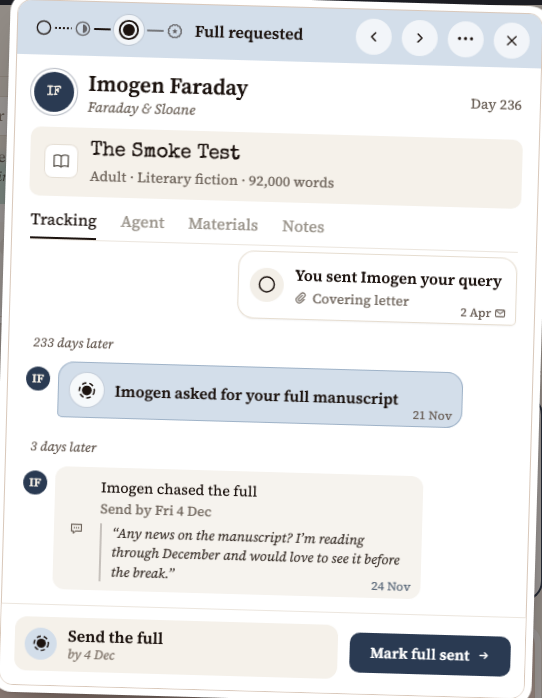 Full requested
IF
Imogen Faraday
Faraday & Sloane
Day 236
The Smoke Test
Adult · Literary fiction · 92,000 words
Tracking Agent Materials Notes
You sent Imogen your query
Covering letter
2 Apr
233 days later
IF
Imogen asked for your full manuscript
21 Nov
3 days later
IF
Imogen chased the full
Send by Fri 4 Dec
“Any news on the manuscript? I’m reading
through December and would love to see it before
the break.”
24 Nov
Send the full
by 4 Dec
Mark full sent →